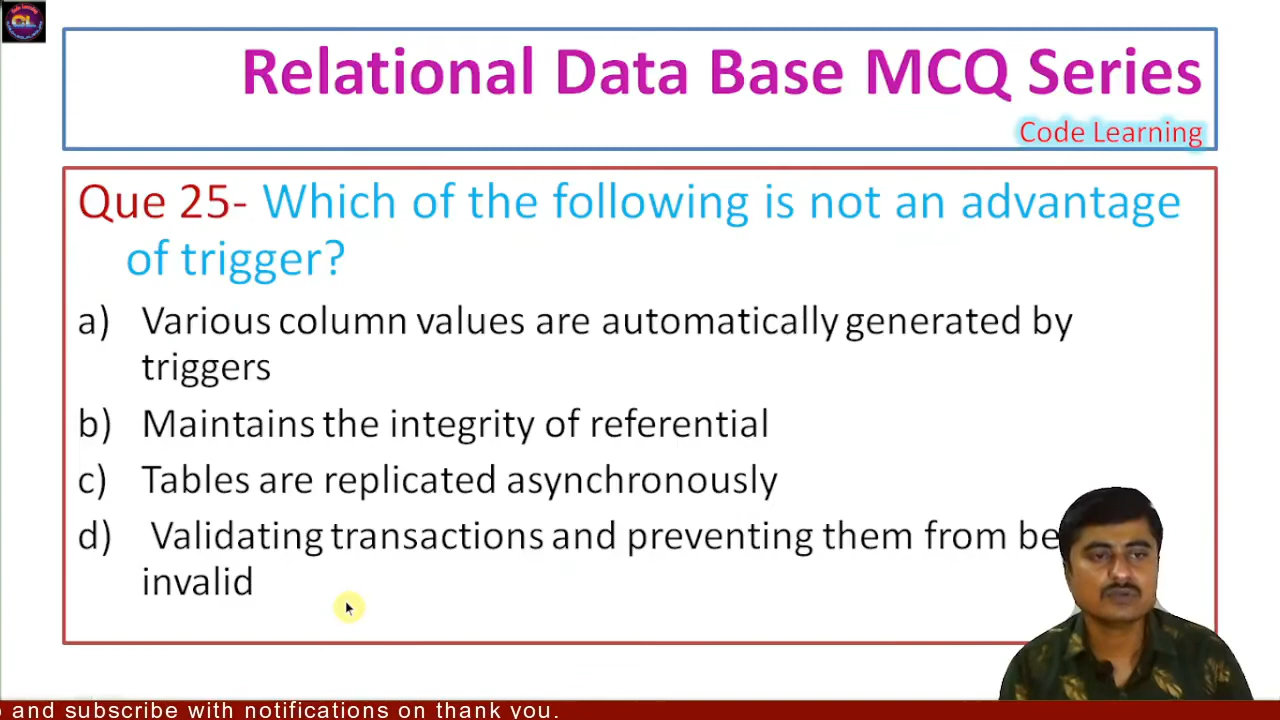 Relational Data Base MCQ Series
Code Learning
Que 25- Which of the following is not an advantage
of trigger?
a) Various column values are automatically generated by
triggers
b) Maintains the integrity of referential
c) Tables are replicated asynchronously
d) Validating transactions and preventing them from be
invalid
and subscribe with notifications on thank you.